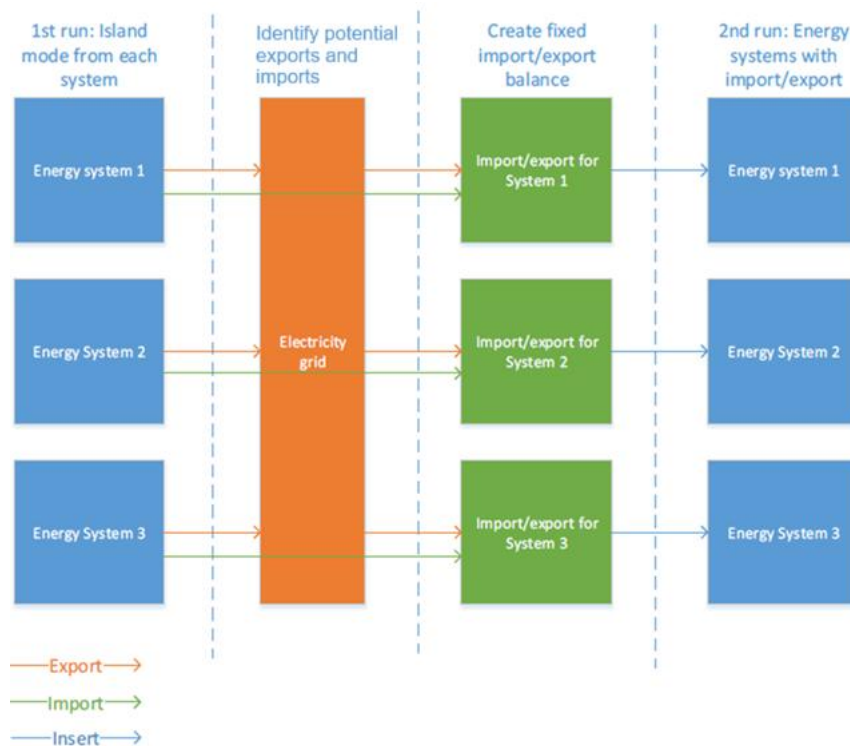 1st run: Island
mode from each
system
Identify potential
exports and
imports
Create fixed
import/export
balance
2nd run: Energy
systems with
import/export
Energy system 1
Import/export for
System 1
Energy system 1
Energy System 2
Electricity
grid
Import/export for
System 2
Energy System 2
Energy System 3
Import/export for
System 3
Energy System 3
Export
Import
Insert